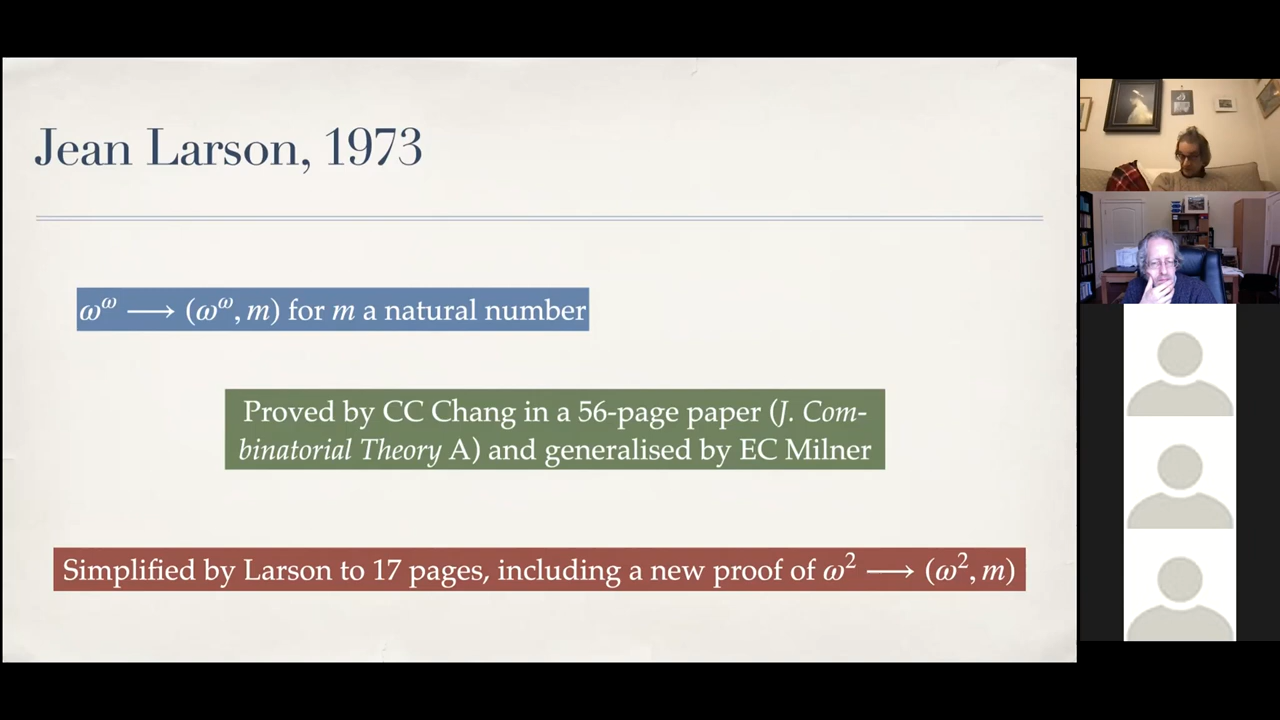 Jean Larson, 1973
ω^ω ⟶ (ω^ω, m) for m a natural number
Proved by CC Chang in a 56-page paper (J. Com-
binatorial Theory A) and generalised by EC Milner
Simplified by Larson to 17 pages, including a new proof of ω² ⟶ (ω², m)